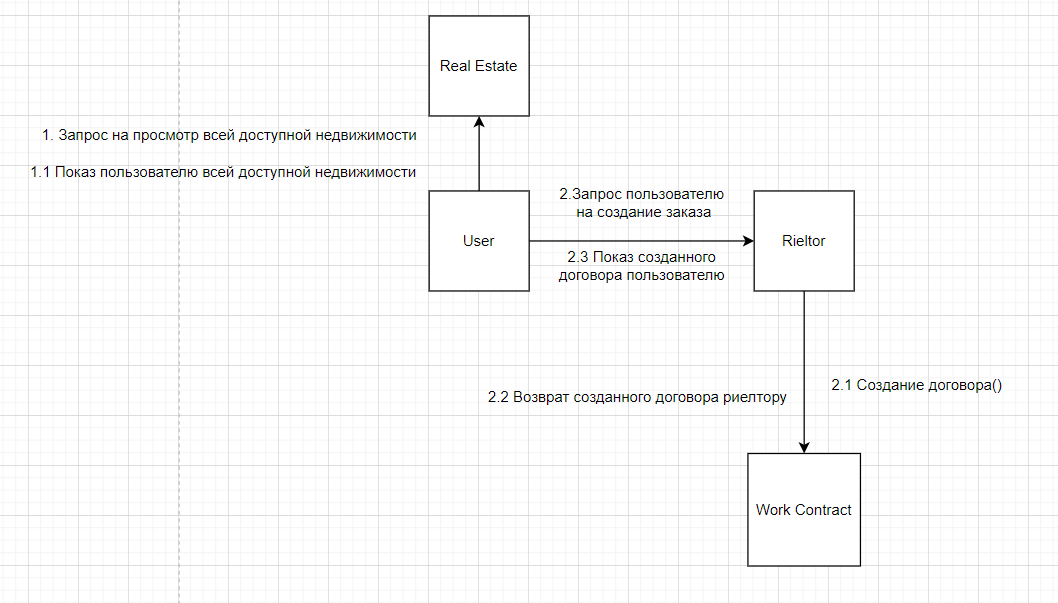 Real Estate
1. Запрос на просмотр всей доступной недвижимости
1.1 Показ пользователю всей доступной недвижимости
User
2.Запрос пользователю
на создание заказа
2.3 Показ созданного
договора пользователю
Rieltor
2.1 Создание договора()
2.2 Возврат созданного договора риелтору
Work Contract